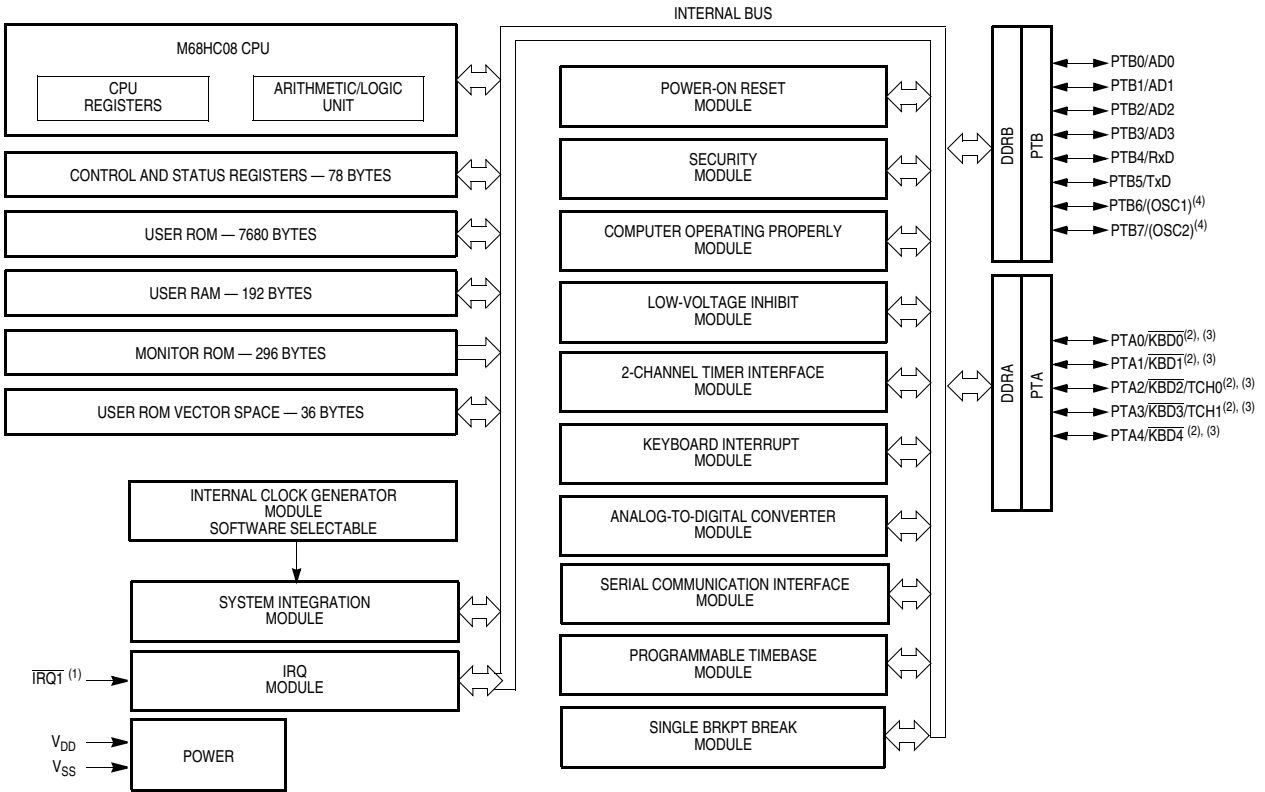 INTERNAL BUS
M68HC08 CPU
CPU
REGISTERS
ARITHMETIC/LOGIC
UNIT
CONTROL AND STATUS REGISTERS — 78 BYTES
USER ROM — 7680 BYTES
USER RAM — 192 BYTES
MONITOR ROM — 296 BYTES
USER ROM VECTOR SPACE — 36 BYTES
INTERNAL CLOCK GENERATOR
MODULE
SOFTWARE SELECTABLE
SYSTEM INTEGRATION
MODULE
IRQ1 (1)
IRQ
MODULE
VDD
VSS
POWER
POWER-ON RESET
MODULE
SECURITY
MODULE
COMPUTER OPERATING PROPERLY
MODULE
LOW-VOLTAGE INHIBIT
MODULE
2-CHANNEL TIMER INTERFACE
MODULE
KEYBOARD INTERRUPT
MODULE
ANALOG-TO-DIGITAL CONVERTER
MODULE
SERIAL COMMUNICATION INTERFACE
MODULE
PROGRAMMABLE TIMEBASE
MODULE
SINGLE BRKPT BREAK
MODULE
DDRB
PTB
PTB0/AD0
PTB1/AD1
PTB2/AD2
PTB3/AD3
PTB4/RxD
PTB5/TxD
PTB6/(OSC1)(4)
PTB7/(OSC2)(4)
DDRA
PTA
PTA0/KBD0(2), (3)
PTA1/KBD1(2), (3)
PTA2/KBD2/TCH0(2), (3)
PTA3/KBD3/TCH1(2), (3)
PTA4/KBD4 (2), (3)